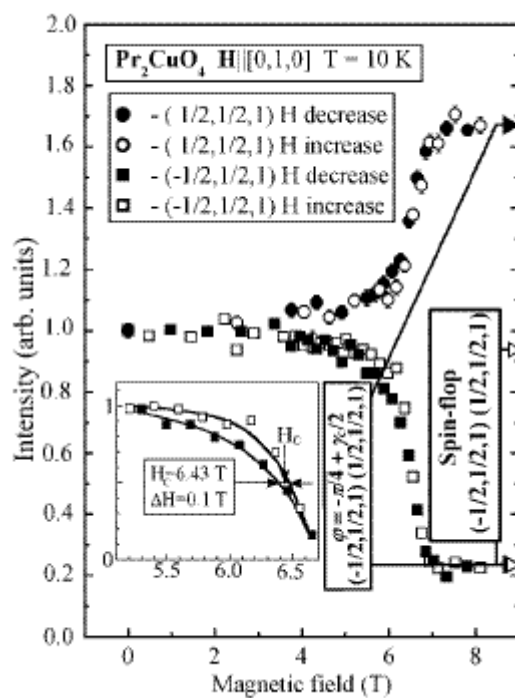 Pr₂CuO₄ H||[0,1,0] T = 10 K
- ( 1/2,1/2,1) H decrease
- ( 1/2,1/2,1) H increase
- (-1/2,1/2,1) H decrease
- (-1/2,1/2,1) H increase
2.0
1.8
1.6
1.4
1.2
1.0
0.8
0.6
0.4
0.2
0.0
Intensity (arb. units)
1
0
H_C
H_C=6.43 T
ΔH=0.1 T
5.5
6.0
6.5
φ = -π/4 + γ_c/2
(-1/2,1/2,1) (1/2,1/2,1)
Spin-flop
(-1/2,1/2,1) (1/2,1/2,1)
0
2
4
6
8
Magnetic field (T)